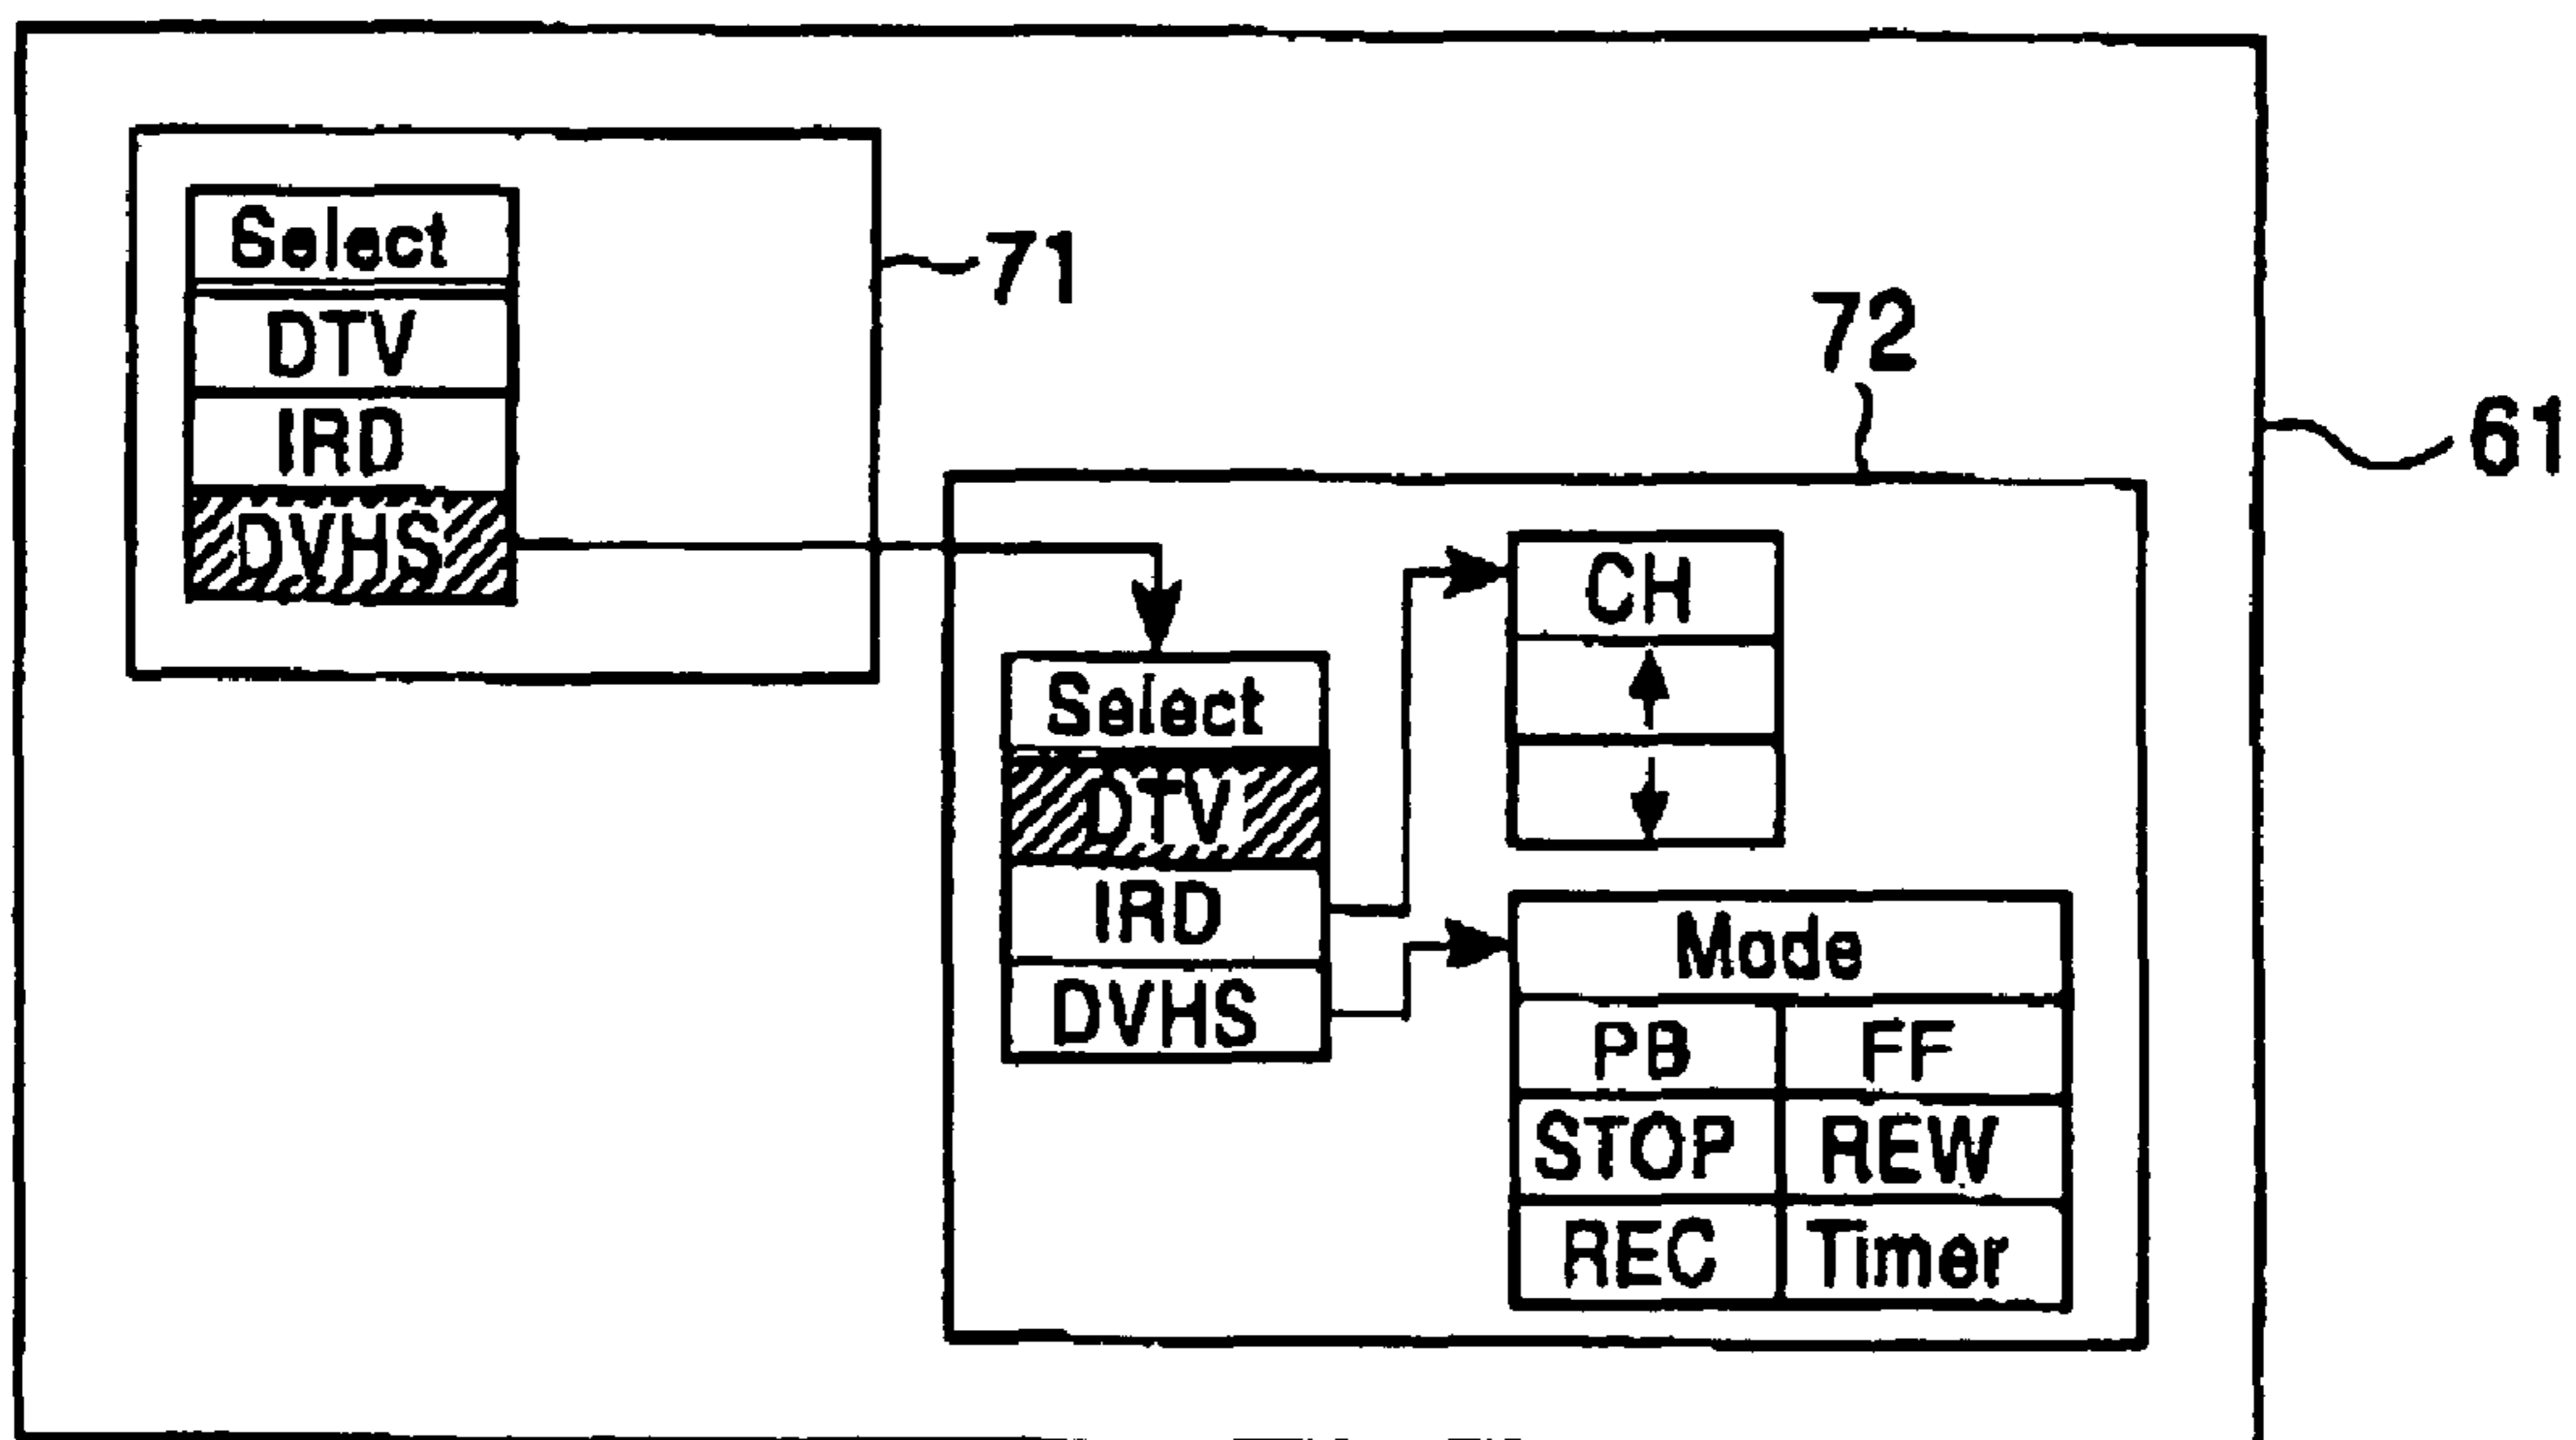 Select
DTV
IRD
DVHS
71
72
61
Select
DTV
IRD
DVHS
CH
Mode
PB FF
STOP REW
REC Timer